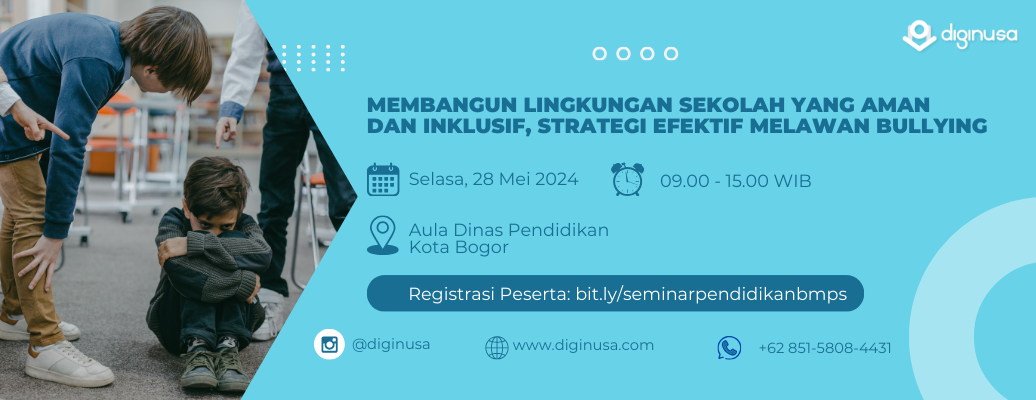 diginusa
MEMBANGUN LINGKUNGAN SEKOLAH YANG AMAN
DAN INKLUSIF, STRATEGI EFEKTIF MELAWAN BULLYING
Selasa, 28 Mei 2024
09.00 - 15.00 WIB
Aula Dinas Pendidikan
Kota Bogor
Registrasi Peserta: bit.ly/seminarpendidikanbmps
@diginusa
www.diginusa.com
+62 851-5808-4431